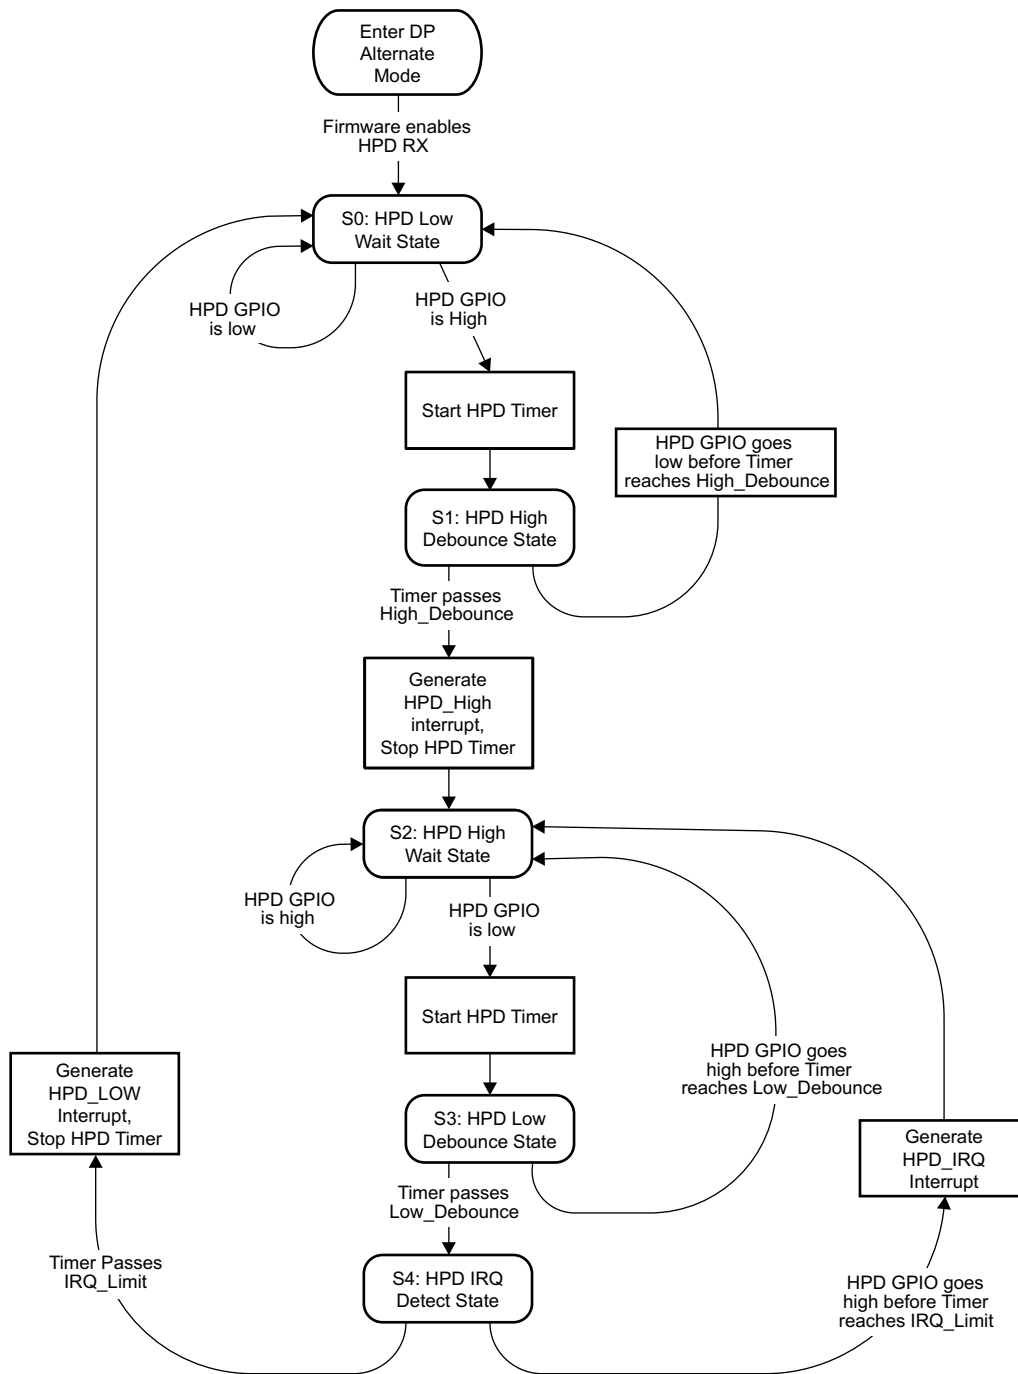 Enter DP
Alternate
Mode
Firmware enables
HPD RX
S0: HPD Low
Wait State
HPD GPIO
is low
HPD GPIO
is High
Start HPD Timer
HPD GPIO goes
low before Timer
reaches High_Debounce
S1: HPD High
Debounce State
Timer passes
High_Debounce
Generate
HPD_High
interrupt,
Stop HPD Timer
S2: HPD High
Wait State
HPD GPIO
is high
HPD GPIO
is low
Start HPD Timer
HPD GPIO goes
high before Timer
reaches Low_Debounce
Generate
HPD_LOW
Interrupt,
Stop HPD Timer
S3: HPD Low
Debounce State
Generate
HPD_IRQ
Interrupt
Timer passes
Low_Debounce
Timer Passes
IRQ_Limit
S4: HPD IRQ
Detect State
HPD GPIO goes
high before Timer
reaches IRQ_Limit